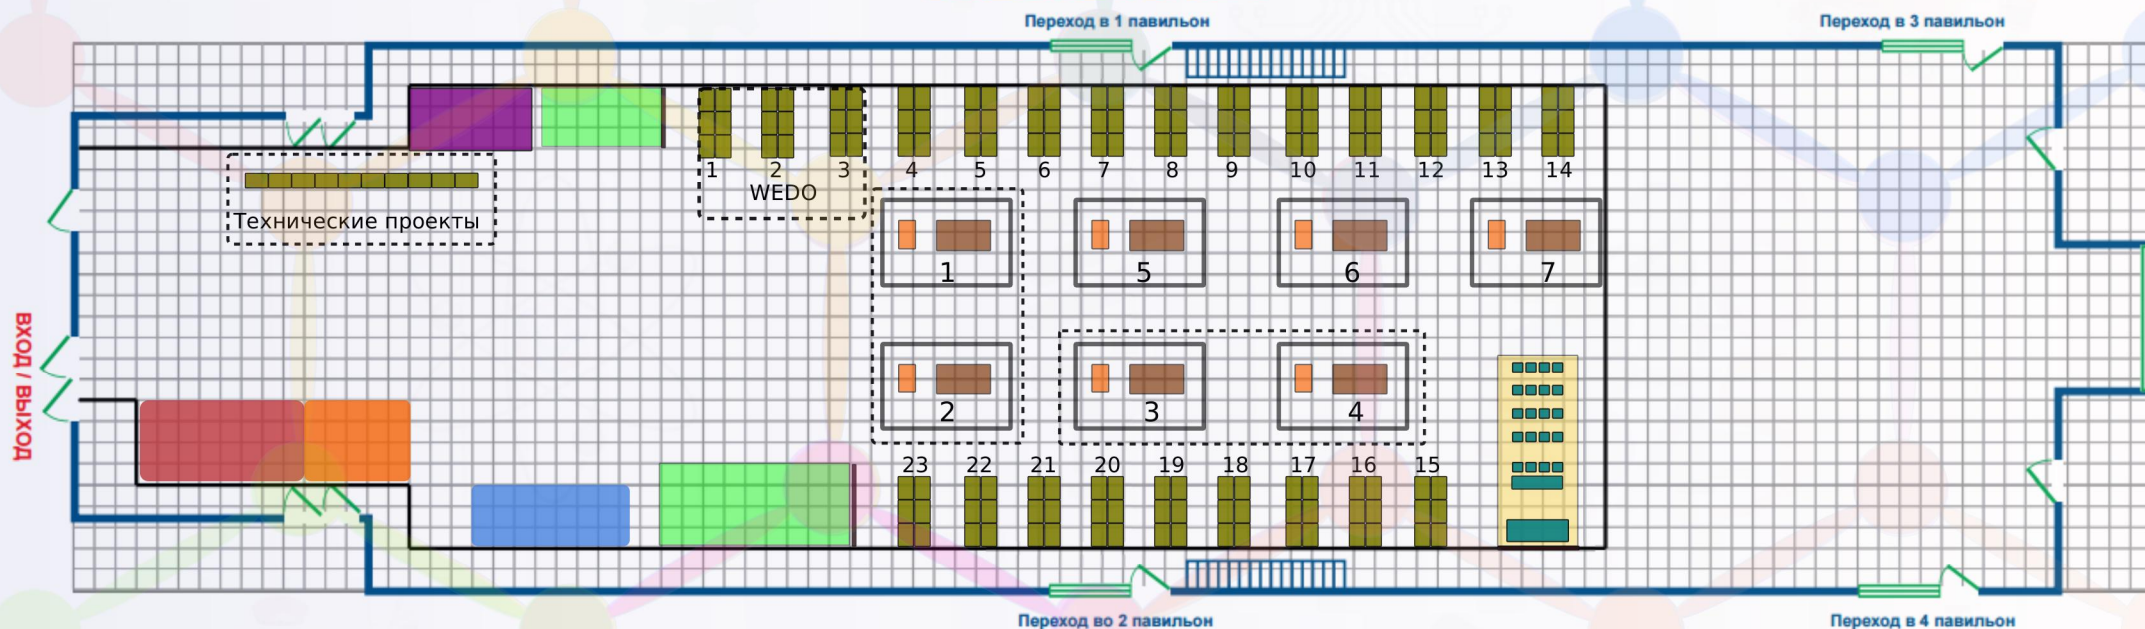 Переход в 1 павильон
Переход в 3 павильон
1 2 3 4 5 6 7 8 9 10 11 12 13 14
WEDO
Технические проекты
1 5 6 7
ВХОД / ВЫХОД
2 3 4
23 22 21 20 19 18 17 16 15
Переход во 2 павильон
Переход в 4 павильон